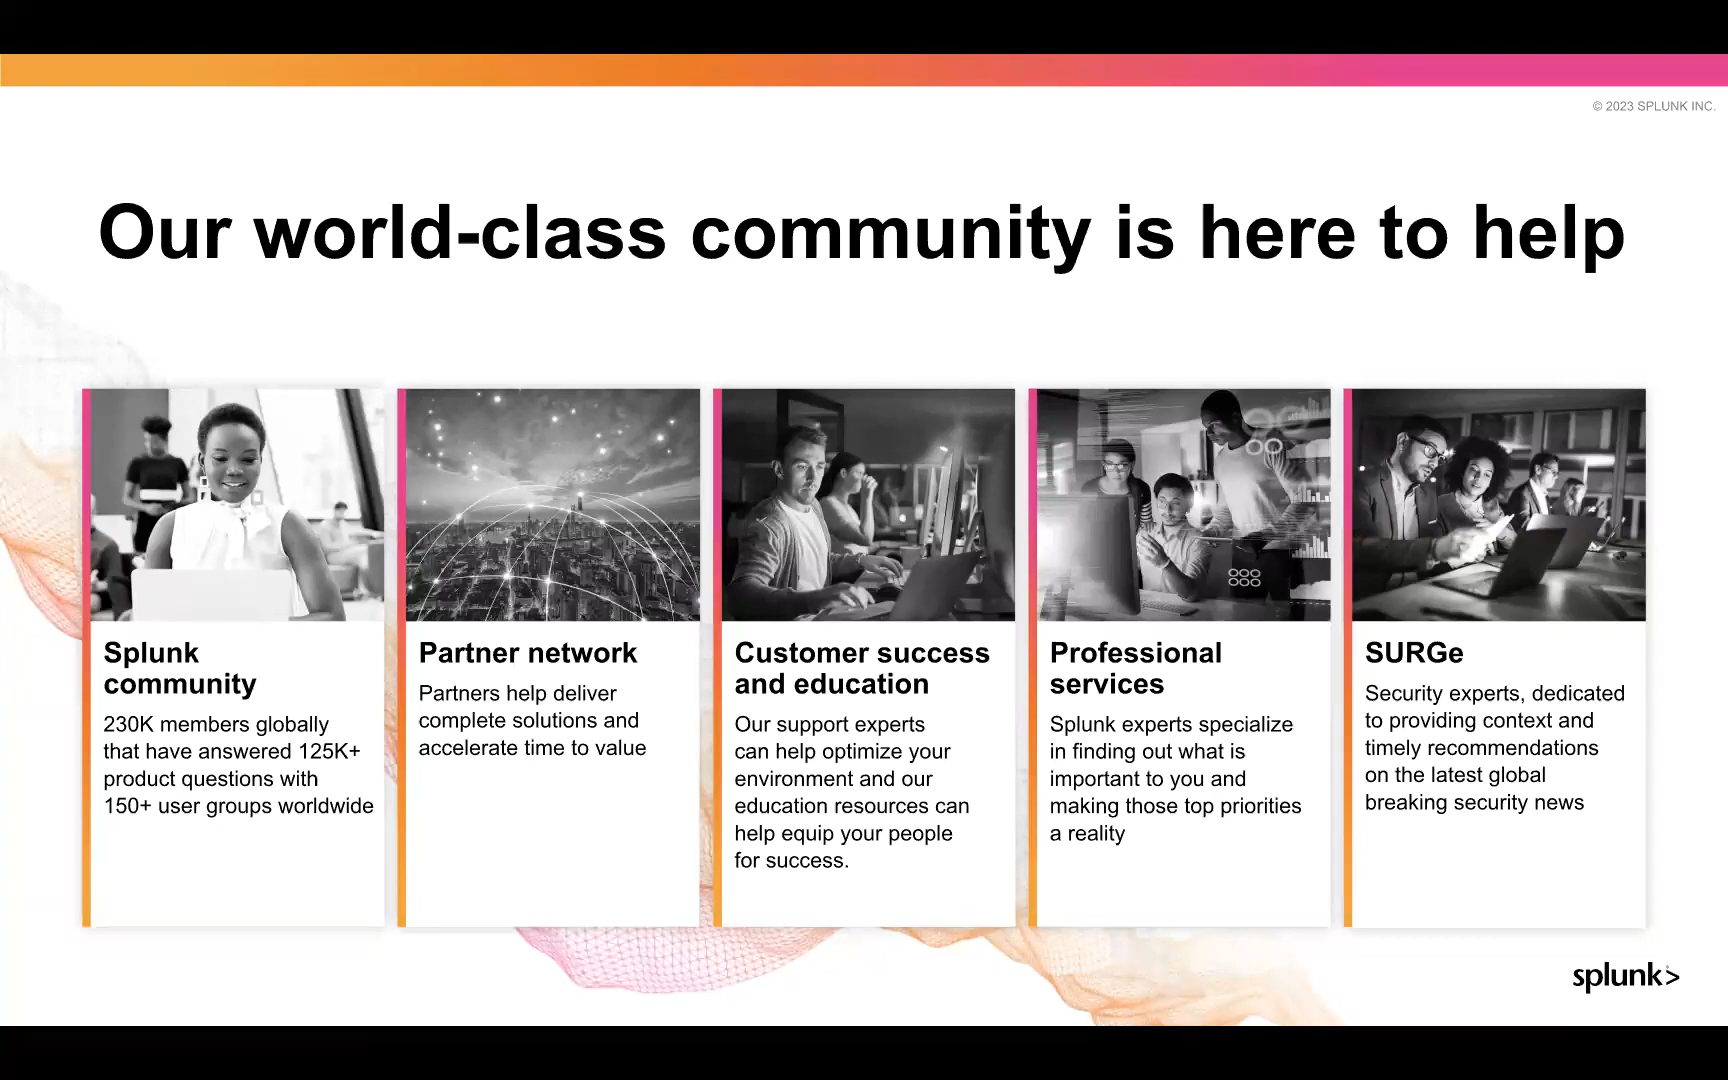 © 2023 SPLUNK INC.
Our world-class community is here to help
Splunk
community
230K members globally
that have answered 125K+
product questions with
150+ user groups worldwide
Partner network
Partners help deliver
complete solutions and
accelerate time to value
Customer success
and education
Our support experts
can help optimize your
environment and our
education resources can
help equip your people
for success.
Professional
services
Splunk experts specialize
in finding out what is
important to you and
making those top priorities
a reality
SURGe
Security experts, dedicated
to providing context and
timely recommendations
on the latest global
breaking security news
splunk>